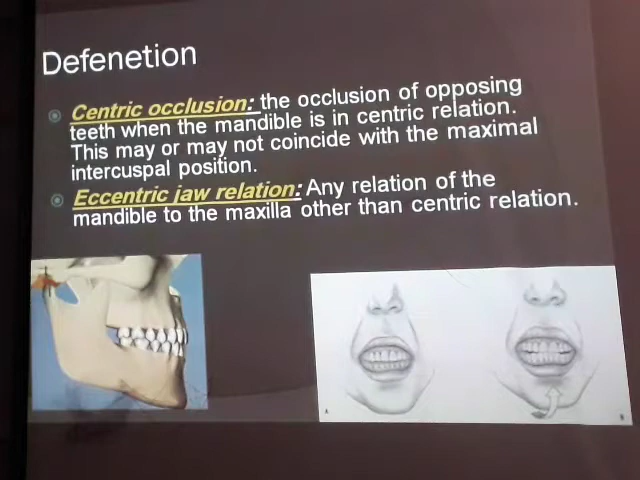 Defenetion
Centric occlusion: the occlusion of opposing
teeth when the mandible is in centric relation.
This may or may not coincide with the maximal
intercuspal position.
Eccentric jaw relation: Any relation of the
mandible to the maxilla other than centric relation.
A
B